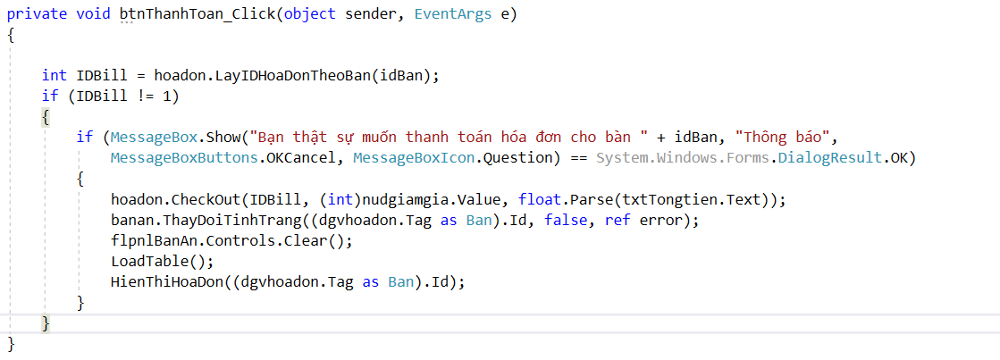 private void btnThanhToan_Click(object sender, EventArgs e)
{
int IDBill = hoadon.LayIDHoaDonTheoBan(idBan);
if (IDBill != 1)
{
if (MessageBox.Show("Bạn thật sự muốn thanh toán hóa đơn cho bàn " + idBan, "Thông báo",
MessageBoxButtons.OKCancel, MessageBoxIcon.Question) == System.Windows.Forms.DialogResult.OK)
{
hoadon.CheckOut(IDBill, (int)nudgiamgia.Value, float.Parse(txtTongtien.Text));
banan.ThayDoiTinhTrang((dgvhoadon.Tag as Ban).Id, false, ref error);
flpnlBanAn.Controls.Clear();
LoadTable();
HienThiHoaDon((dgvhoadon.Tag as Ban).Id);
}
}
}